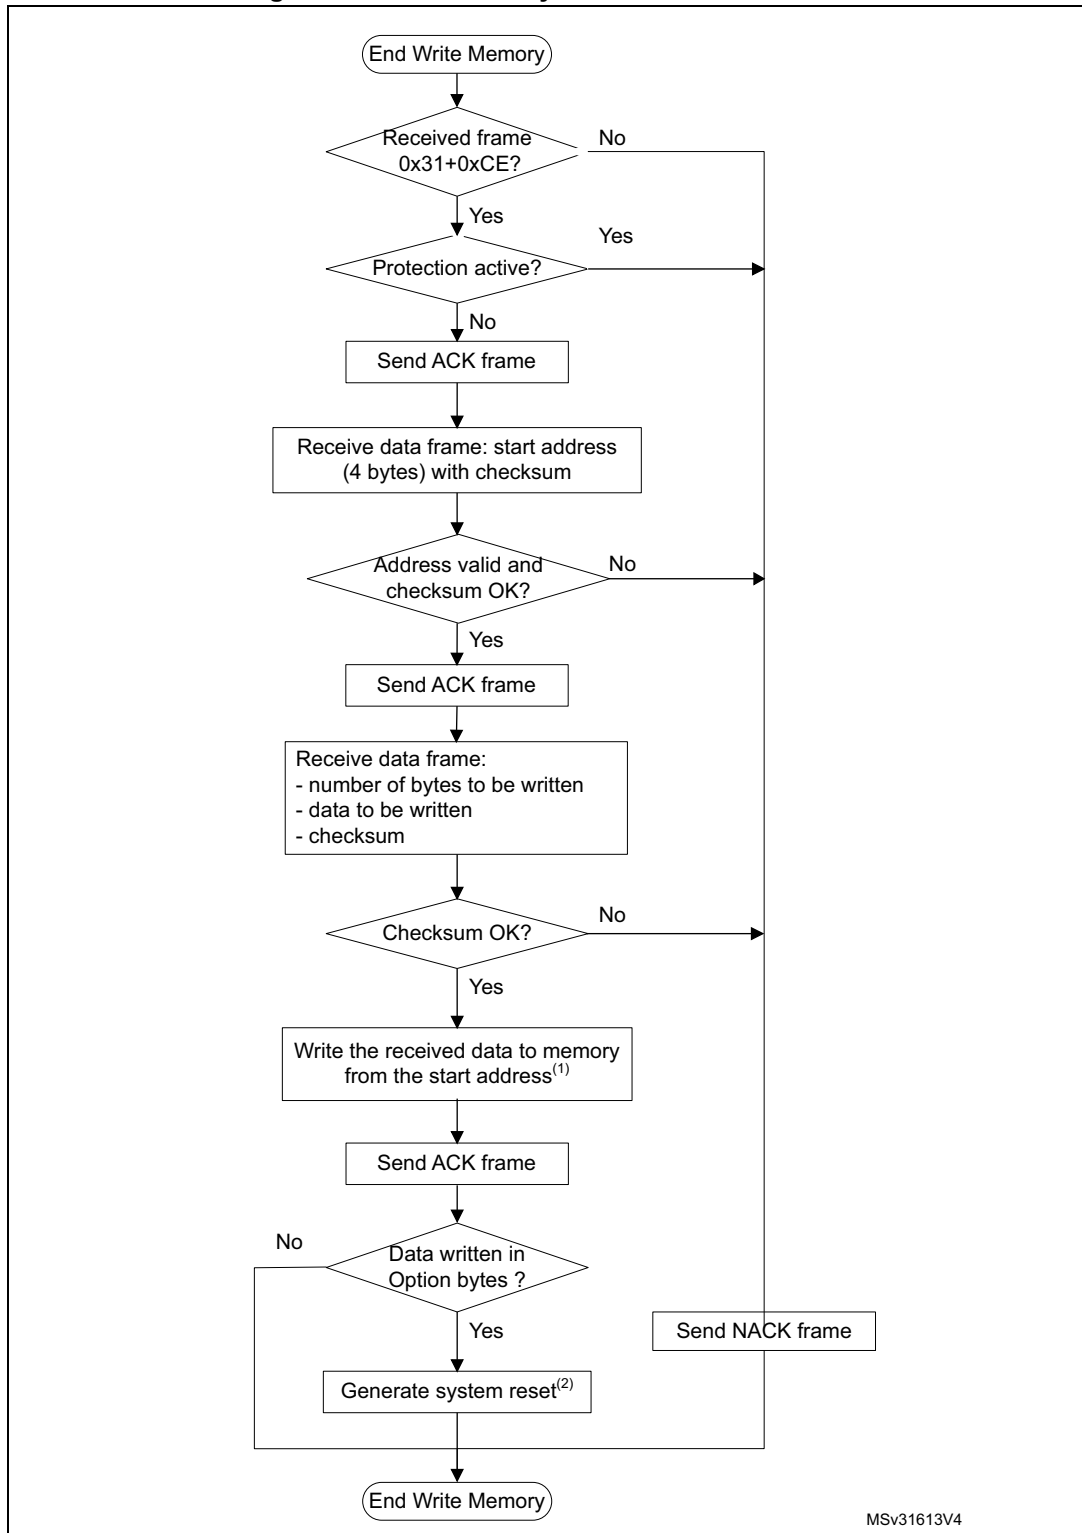 End Write Memory
Received frame
0x31+0xCE?
No
Yes
Yes
Protection active?
No
Send ACK frame
Receive data frame: start address
(4 bytes) with checksum
Address valid and
checksum OK?
No
Yes
Send ACK frame
Receive data frame:
- number of bytes to be written
- data to be written
- checksum
No
Checksum OK?
Yes
Write the received data to memory
from the start address(1)
Send ACK frame
No
Data written in
Option bytes ?
Yes
Send NACK frame
Generate system reset(2)
End Write Memory
MSv31613V4